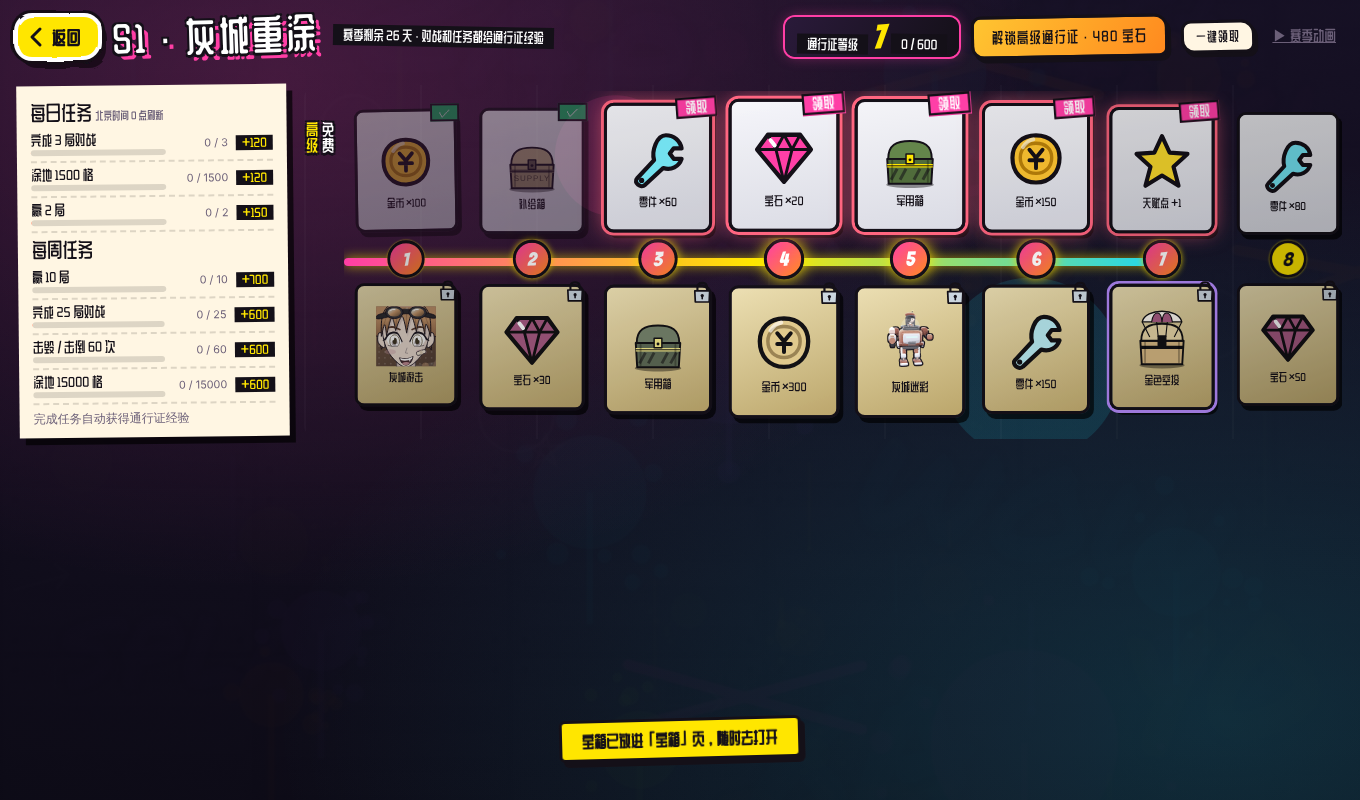 返回
S1 · 灰城重涂
赛季剩余 26 天 · 对战和任务都给通行证经验
通行证等级 7 0 / 600
解锁高级通行证 · 480 宝石
一键领取
▶ 赛季动画
每日任务 北京时间 0 点刷新
完成 3 局对战 0 / 3 +120
涂地 1500 格 0 / 1500 +120
赢 2 局 0 / 2 +150
每周任务
赢 10 局 0 / 10 +700
完成 25 局对战 0 / 25 +600
击毁 / 击倒 60 次 0 / 60 +600
涂地 15000 格 0 / 15000 +600
完成任务自动获得通行证经验
免费
高级
领取 领取 领取 领取 领取
SUPPLY
金币 ×100 补给箱 零件 ×60 宝石 ×20 军用箱 金币 ×150 天赋点 +1 零件 ×80
1 2 3 4 5 6 7 8
灰城狙击 宝石 ×30 军用箱 金币 ×300 灰城迷彩 零件 ×150 金色空投 宝石 ×50
宝箱已放进「宝箱」页，随时去打开